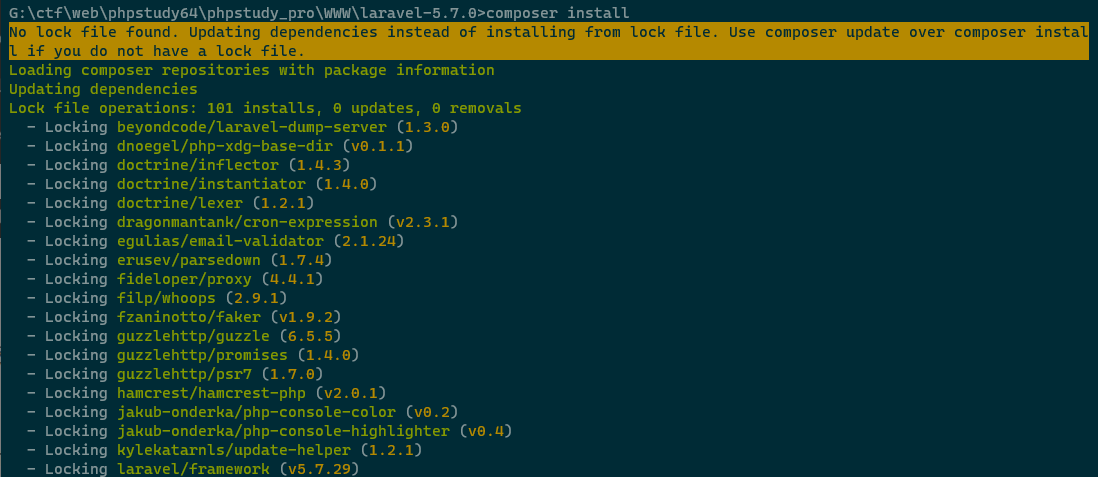 G:\ctf\web\phpstudy64\phpstudy_pro\WWW\laravel-5.7.0>composer install
No lock file found. Updating dependencies instead of installing from lock file. Use composer update over composer instal
l if you do not have a lock file.
Loading composer repositories with package information
Updating dependencies
Lock file operations: 101 installs, 0 updates, 0 removals
  - Locking beyondcode/laravel-dump-server (1.3.0)
  - Locking dnoegel/php-xdg-base-dir (v0.1.1)
  - Locking doctrine/inflector (1.4.3)
  - Locking doctrine/instantiator (1.4.0)
  - Locking doctrine/lexer (1.2.1)
  - Locking dragonmantank/cron-expression (v2.3.1)
  - Locking egulias/email-validator (2.1.24)
  - Locking erusev/parsedown (1.7.4)
  - Locking fideloper/proxy (4.4.1)
  - Locking filp/whoops (2.9.1)
  - Locking fzaninotto/faker (v1.9.2)
  - Locking guzzlehttp/guzzle (6.5.5)
  - Locking guzzlehttp/promises (1.4.0)
  - Locking guzzlehttp/psr7 (1.7.0)
  - Locking hamcrest/hamcrest-php (v2.0.1)
  - Locking jakub-onderka/php-console-color (v0.2)
  - Locking jakub-onderka/php-console-highlighter (v0.4)
  - Locking kylekatarnls/update-helper (1.2.1)
  - Locking laravel/framework (v5.7.29)